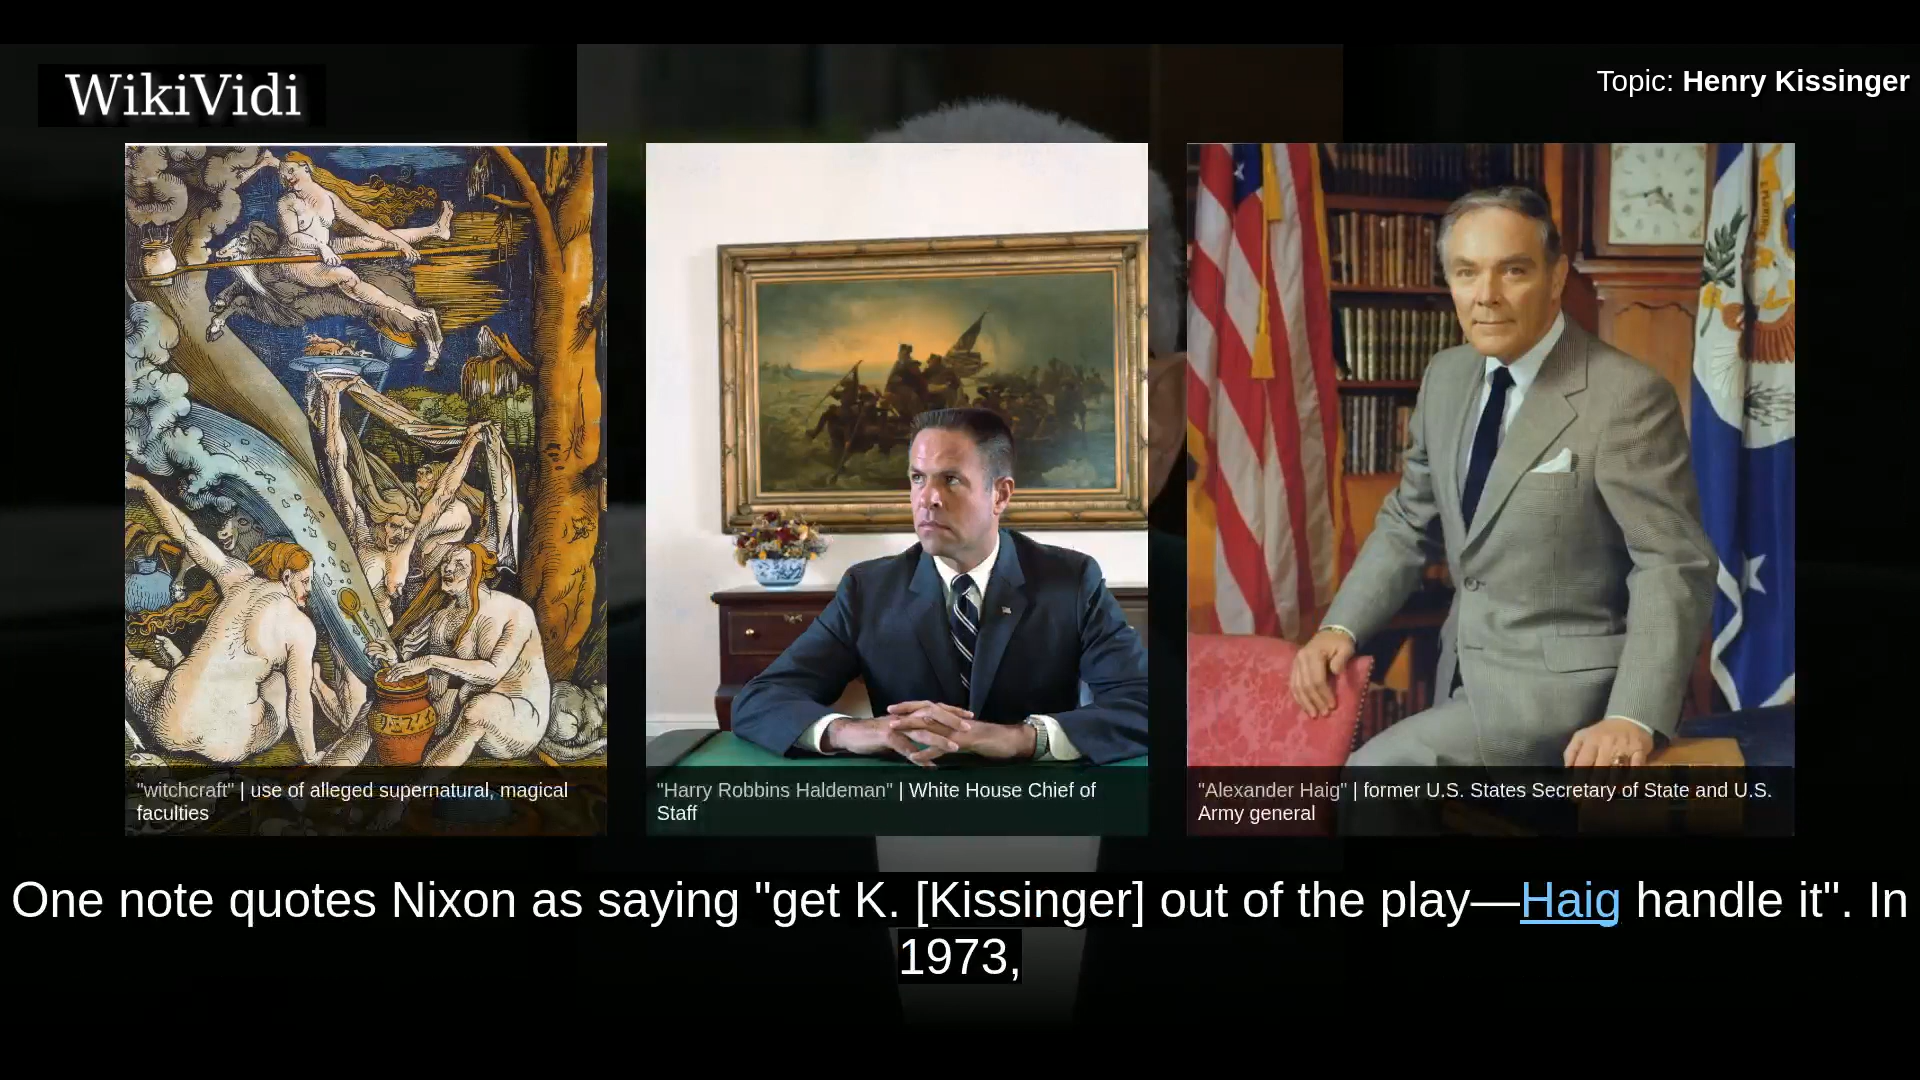 WikiVidi
Topic: Henry Kissinger
"witchcraft" | use of alleged supernatural, magical
faculties
"Harry Robbins Haldeman" | White House Chief of
Staff
"Alexander Haig" | former U.S. States Secretary of State and U.S.
Army general
One note quotes Nixon as saying "get K. [Kissinger] out of the play—Haig handle it". In
1973,